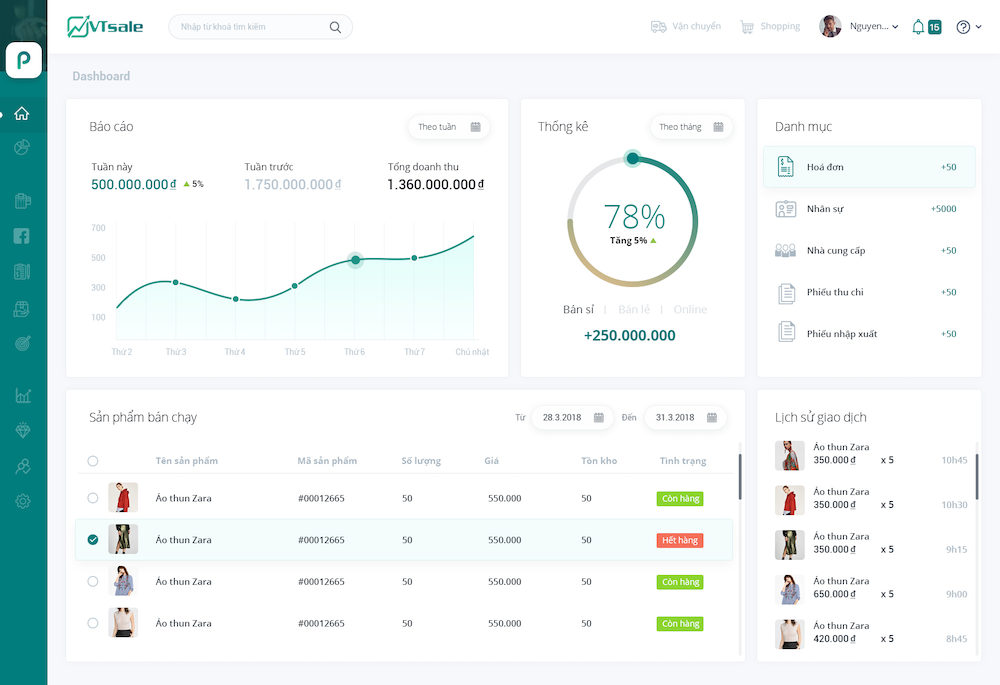 VTsale
Nhập từ khoá tìm kiếm
Vận chuyển
Shopping
Nguyen...
15
?
p
Dashboard
Báo cáo
Theo tuần
Tuần này
Tuần trước
Tổng doanh thu
500.000.000đ
5%
1.750.000.000đ
1.360.000.000đ
700
500
300
100
Thứ 2
Thứ 3
Thứ 4
Thứ 5
Thứ 6
Thứ 7
Chủ nhật
Thống kê
Theo tháng
78%
Tăng 5%
Bán sỉ | Bán lẻ | Online
+250.000.000
Danh mục
Hoá đơn +50
Nhân sự +5000
Nhà cung cấp +50
Phiếu thu chi +50
Phiếu nhập xuất +50
Sản phẩm bán chạy
Từ 28.3.2018 Đến 31.3.2018
Tên sản phẩm Mã sản phẩm Số lượng Giá Tồn kho Tình trạng
Áo thun Zara #00012665 50 550.000 50 Còn hàng
Áo thun Zara #00012665 50 550.000 50 Hết hàng
Áo thun Zara #00012665 50 550.000 50 Còn hàng
Áo thun Zara #00012665 50 550.000 50 Còn hàng
Lịch sử giao dịch
Áo thun Zara
350.000đ x 5 10h45
Áo thun Zara
350.000đ x 5 10h30
Áo thun Zara
350.000đ x 5 9h15
Áo thun Zara
650.000đ x 5 9h00
Áo thun Zara
420.000đ x 5 8h45